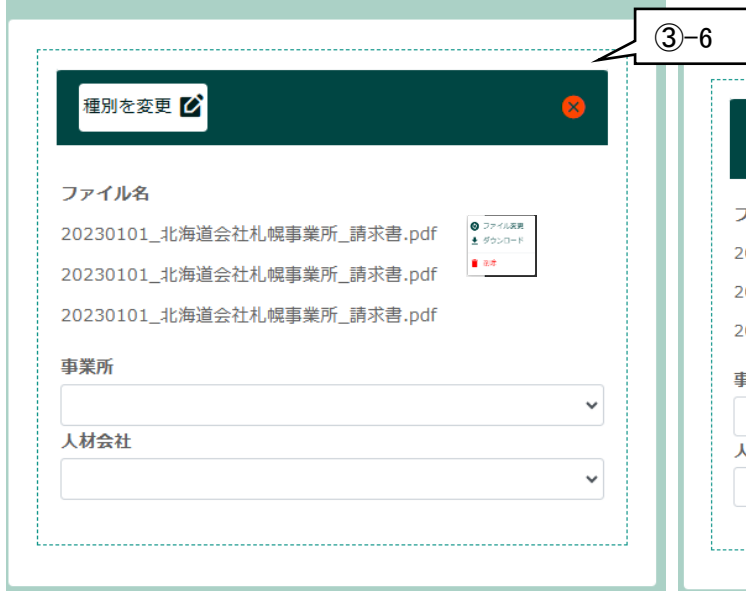 ③-6
種別を変更
ファイル名
20230101_北海道会社札幌事業所_請求書.pdf
ファイル変更
ダウンロード
削除
20230101_北海道会社札幌事業所_請求書.pdf
20230101_北海道会社札幌事業所_請求書.pdf
事業所
人材会社
フ
20
20
20